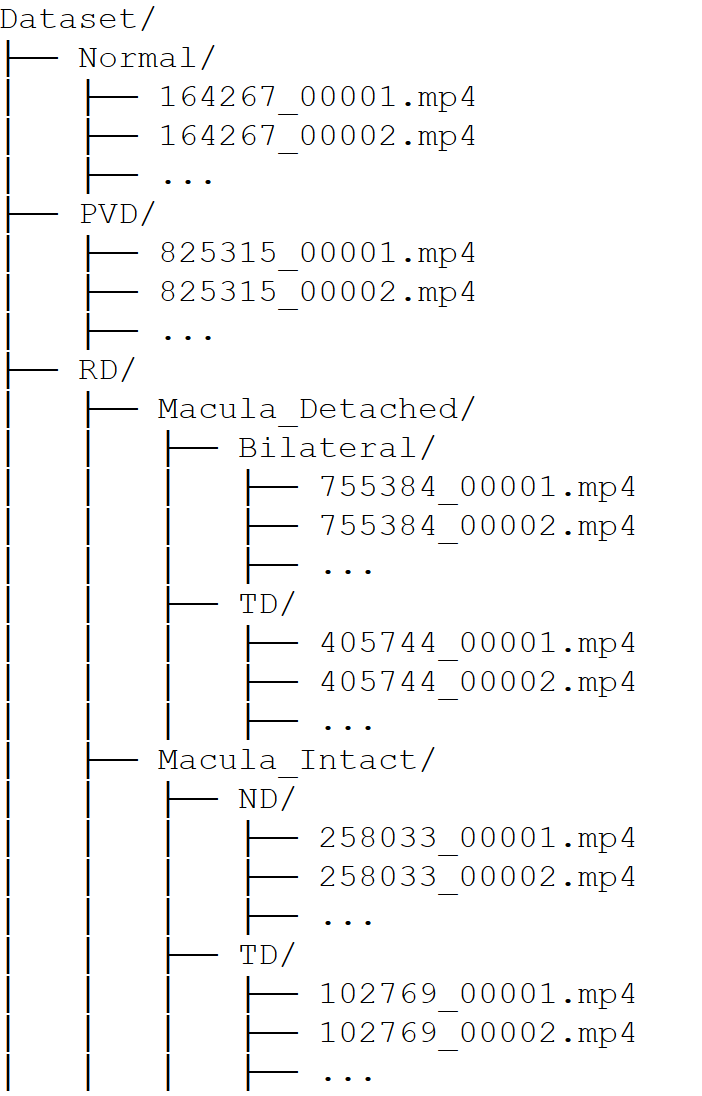 Dataset/
├── Normal/
│   ├── 164267_00001.mp4
│   ├── 164267_00002.mp4
│   ├── ...
├── PVD/
│   ├── 825315_00001.mp4
│   ├── 825315_00002.mp4
│   ├── ...
├── RD/
│   ├── Macula_Detached/
│   │   ├── Bilateral/
│   │   │   ├── 755384_00001.mp4
│   │   │   ├── 755384_00002.mp4
│   │   │   ├── ...
│   │   ├── TD/
│   │   │   ├── 405744_00001.mp4
│   │   │   ├── 405744_00002.mp4
│   │   │   ├── ...
│   ├── Macula_Intact/
│   │   ├── ND/
│   │   │   ├── 258033_00001.mp4
│   │   │   ├── 258033_00002.mp4
│   │   │   ├── ...
│   │   ├── TD/
│   │   │   ├── 102769_00001.mp4
│   │   │   ├── 102769_00002.mp4
│   │   │   ├── ...